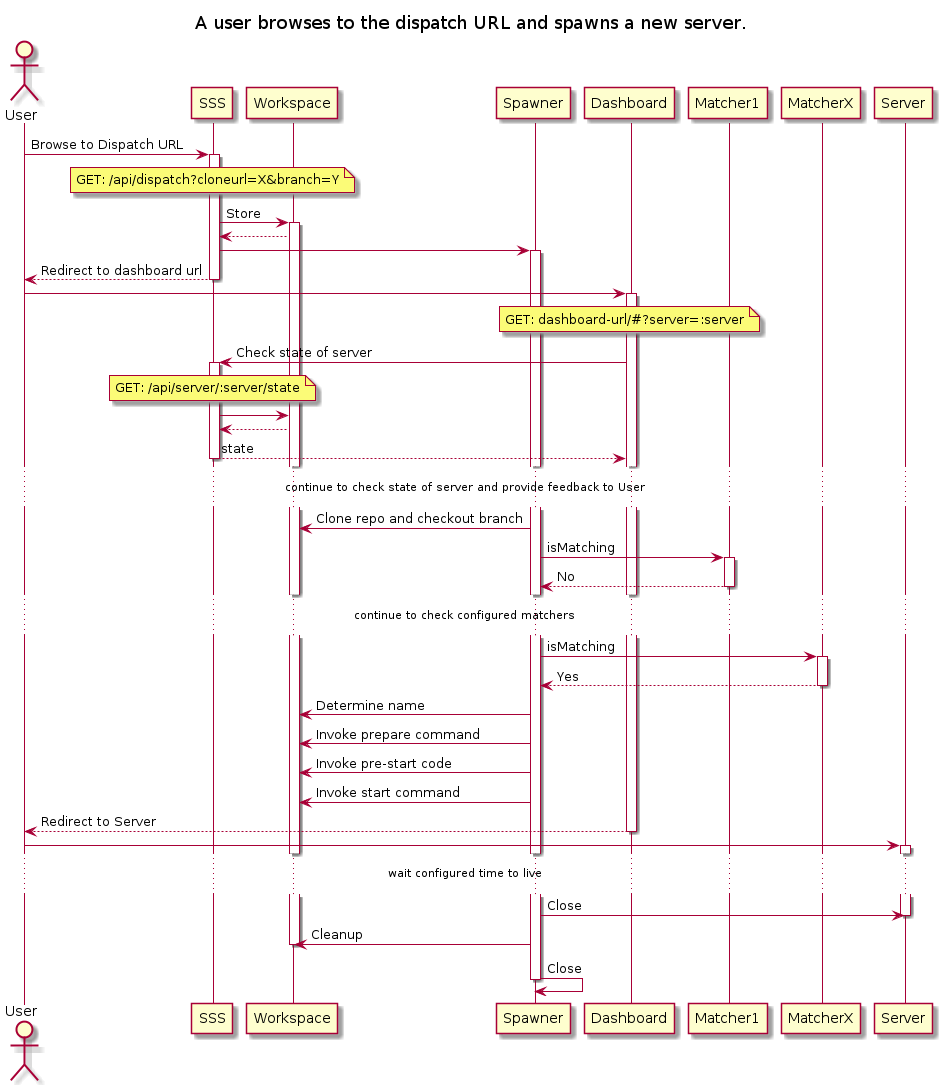 A user browses to the dispatch URL and spawns a new server.
User
SSS
Workspace
Spawner
Dashboard
Matcher1
MatcherX
Server
Browse to Dispatch URL
GET: /api/dispatch?cloneurl=X&branch=Y
Store
Redirect to dashboard url
GET: dashboard-url/#?server=:server
Check state of server
GET: /api/server/:server/state
state
continue to check state of server and provide feedback to User
Clone repo and checkout branch
isMatching
No
continue to check configured matchers
isMatching
Yes
Determine name
Invoke prepare command
Invoke pre-start code
Invoke start command
Redirect to Server
wait configured time to live
Close
Cleanup
Close
User
SSS
Workspace
Spawner
Dashboard
Matcher1
MatcherX
Server